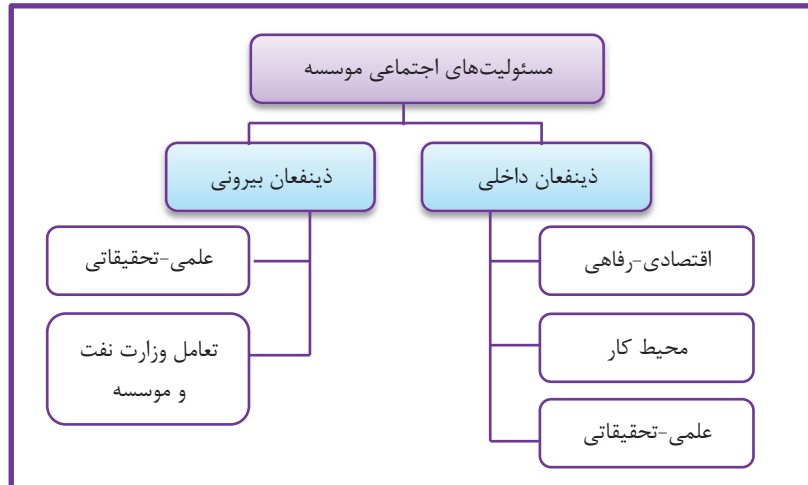 مسئولیت‌های اجتماعی موسسه
ذینفعان داخلی
ذینفعان بیرونی
اقتصادی-رفاهی
محیط کار
علمی-تحقیقاتی
علمی-تحقیقاتی
تعامل وزارت نفت
و موسسه